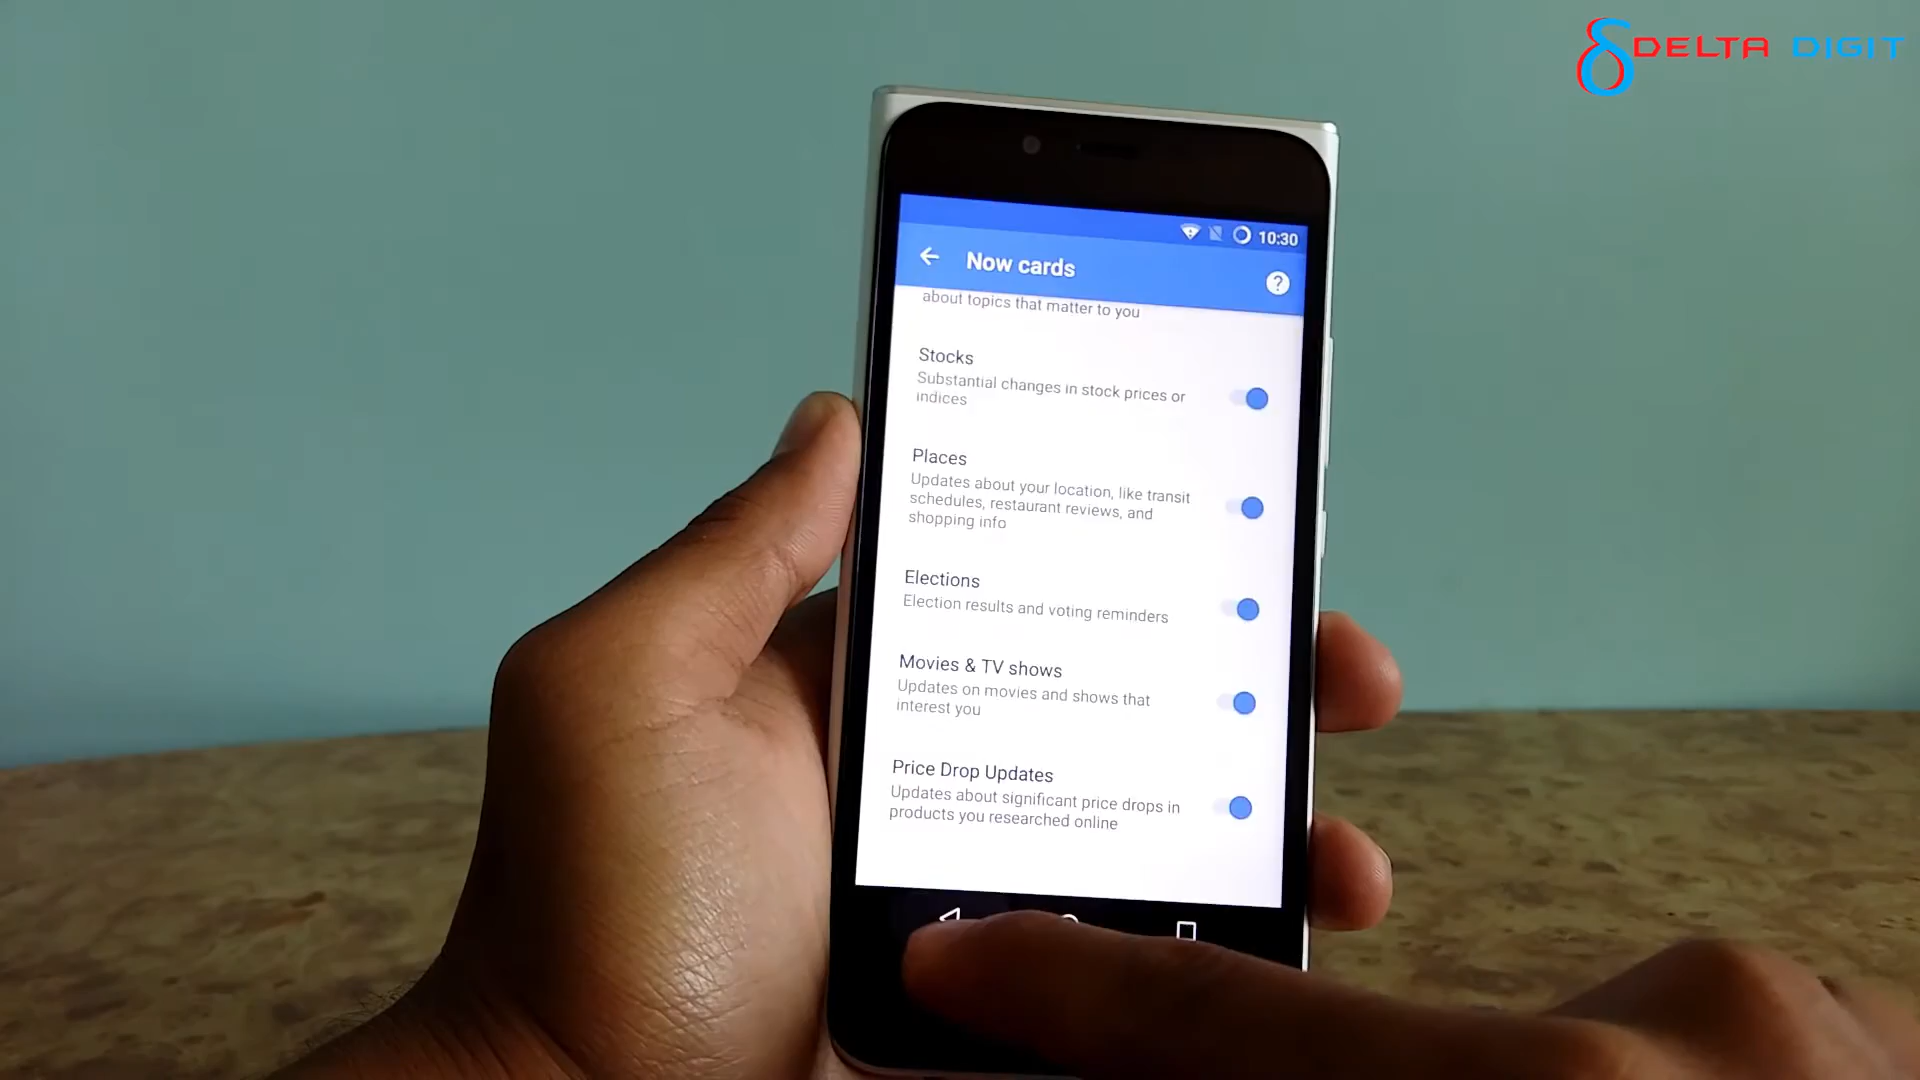 DELTA DIGIT
10:30
Now cards
?
about topics that matter to you
Stocks
Substantial changes in stock prices or
indices
Places
Updates about your location, like transit
schedules, restaurant reviews, and
shopping info
Elections
Election results and voting reminders
Movies & TV shows
Updates on movies and shows that
interest you
Price Drop Updates
Updates about significant price drops in
products you researched online